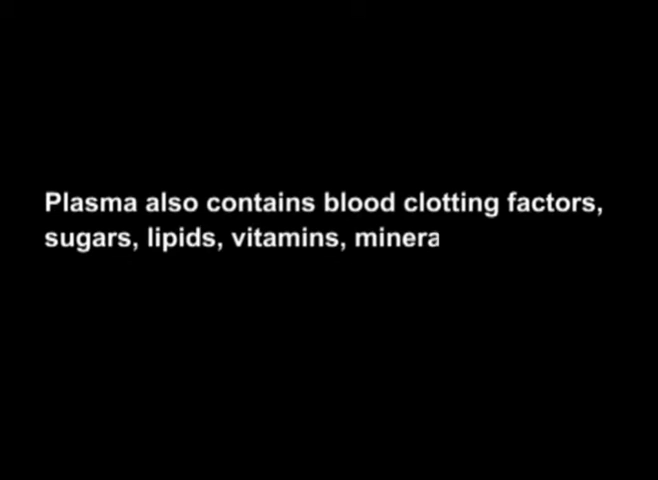 Plasma also contains blood clotting factors,
sugars, lipids, vitamins, minera